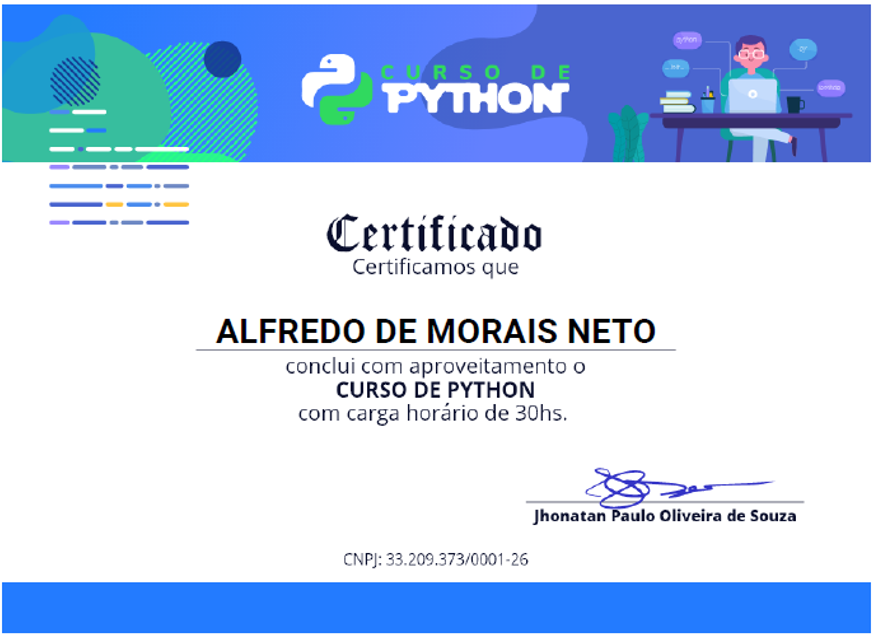 CURSO DE
PYTHON
python
Certificado
Certificamos que
ALFREDO DE MORAIS NETO
conclui com aproveitamento o
CURSO DE PYTHON
com carga horário de 30hs.
Jhonatan Paulo Oliveira de Souza
CNPJ: 33.209.373/0001-26